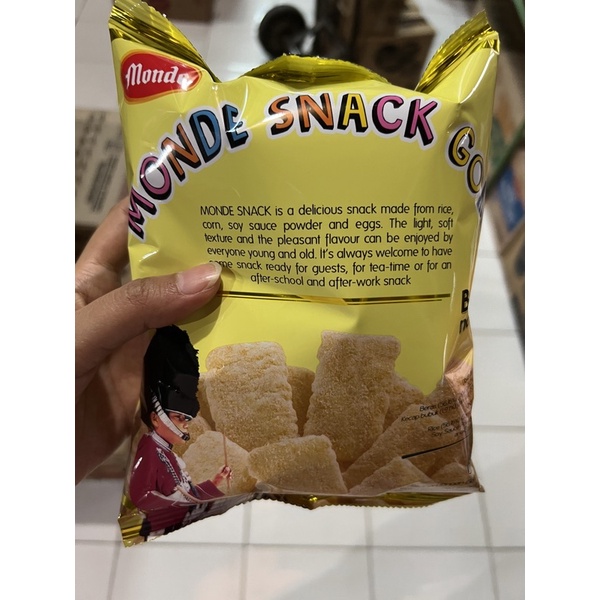 Monde
MONDE SNACK GO
MONDE SNACK is a delicious snack made from rice,
corn, soy sauce powder and eggs. The light, soft
texture and the pleasant flavour can be enjoyed by
everyone young and old. It's always welcome to have
some snack ready for guests, for tea-time or for an
after-school and after-work snack